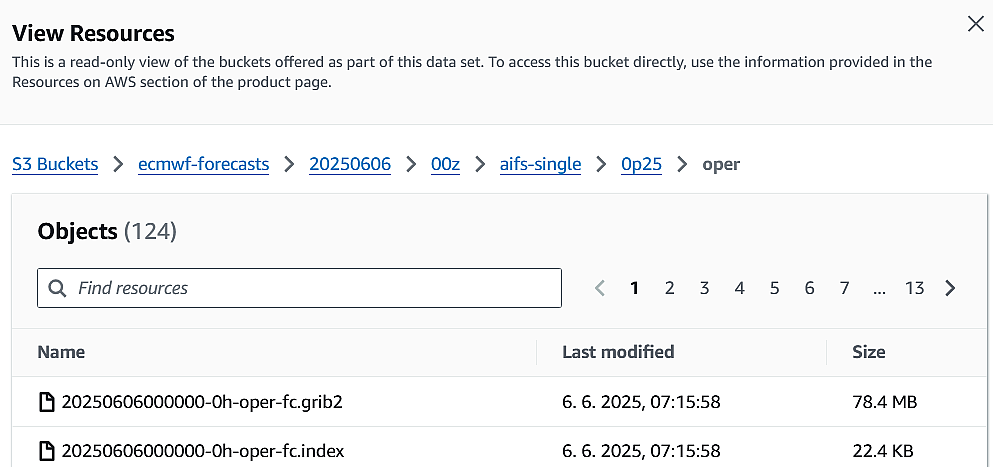 View Resources
This is a read-only view of the buckets offered as part of this data set. To access this bucket directly, use the information provided in the
Resources on AWS section of the product page.
S3 Buckets > ecmwf-forecasts > 20250606 > 00z > aifs-single > 0p25 > oper
Objects (124)
Find resources < 1 2 3 4 5 6 7 ... 13 >
Name Last modified Size
20250606000000-0h-oper-fc.grib2 6. 6. 2025, 07:15:58 78.4 MB
20250606000000-0h-oper-fc.index 6. 6. 2025, 07:15:58 22.4 KB